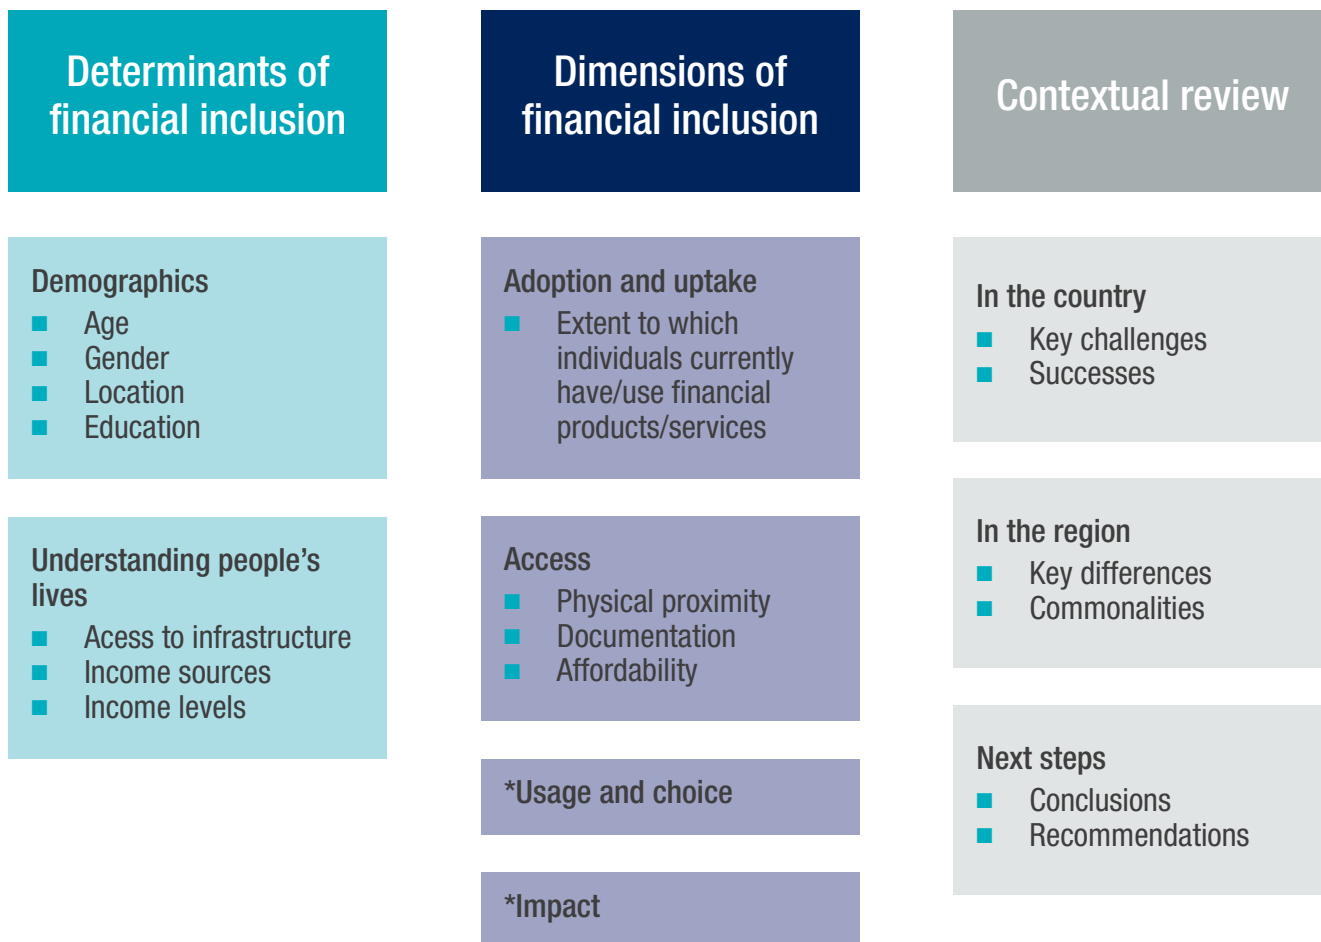 Determinants of
financial inclusion
Demographics
Age
Gender
Location
Education
Understanding people’s
lives
Acess to infrastructure
Income sources
Income levels
Dimensions of
financial inclusion
Adoption and uptake
Extent to which
individuals currently
have/use financial
products/services
Access
Physical proximity
Documentation
Affordability
*Usage and choice
*Impact
Contextual review
In the country
Key challenges
Successes
In the region
Key differences
Commonalities
Next steps
Conclusions
Recommendations